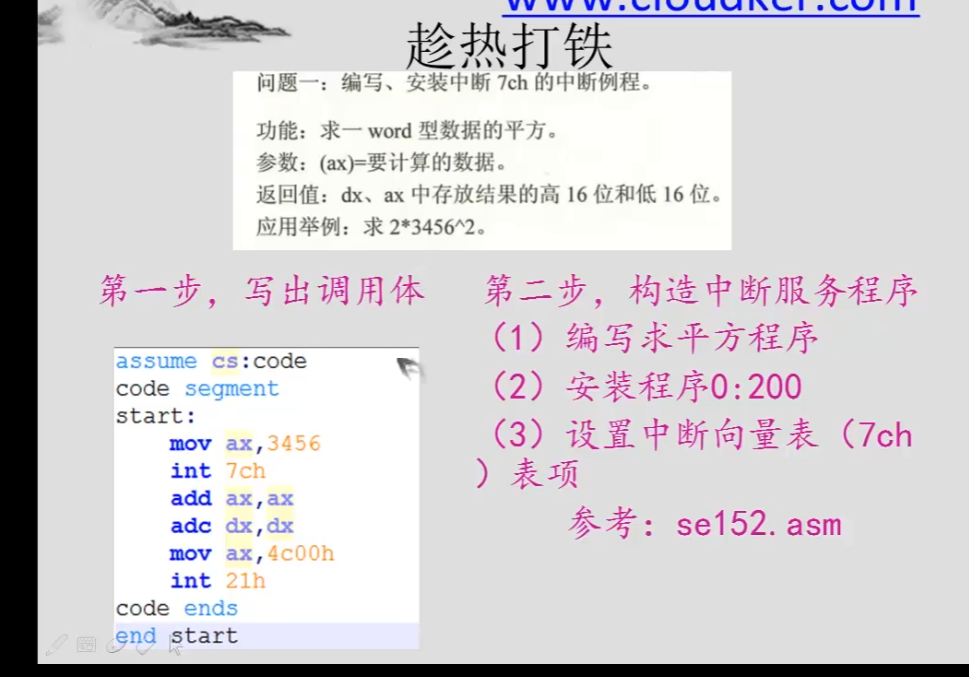 www.cloudker.com
趁热打铁
问题一：编写、安装中断 7ch 的中断例程。
功能：求一 word 型数据的平方。
参数：(ax)=要计算的数据。
返回值：dx、ax 中存放结果的高 16 位和低 16 位。
应用举例：求 2*3456^2。
第一步，写出调用体
assume cs:code
code segment
start:
mov ax,3456
int 7ch
add ax,ax
adc dx,dx
mov ax,4c00h
int 21h
code ends
end start
第二步，构造中断服务程序
（1）编写求平方程序
（2）安装程序0:200
（3）设置中断向量表（7ch
）表项
参考：se152.asm